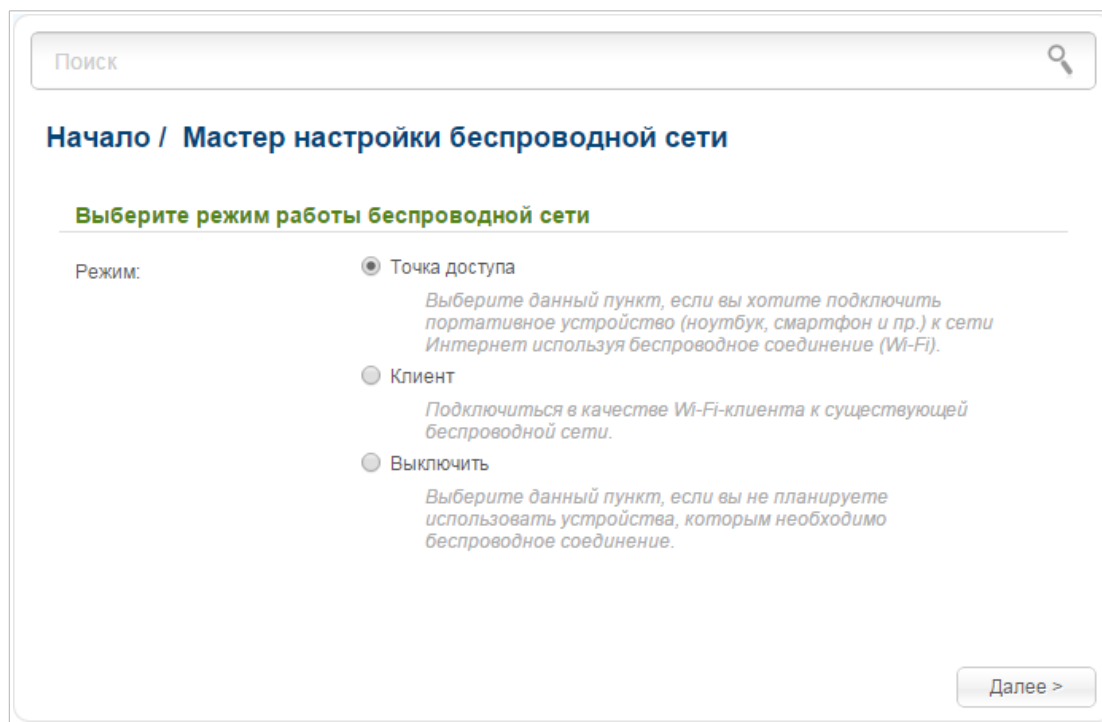 Поиск
Начало / Мастер настройки беспроводной сети
Выберите режим работы беспроводной сети
Режим:
Точка доступа
Выберите данный пункт, если вы хотите подключить
портативное устройство (ноутбук, смартфон и пр.) к сети
Интернет используя беспроводное соединение (Wi-Fi).
Клиент
Подключиться в качестве Wi-Fi-клиента к существующей
беспроводной сети.
Выключить
Выберите данный пункт, если вы не планируете
использовать устройства, которым необходимо
беспроводное соединение.
Далее >